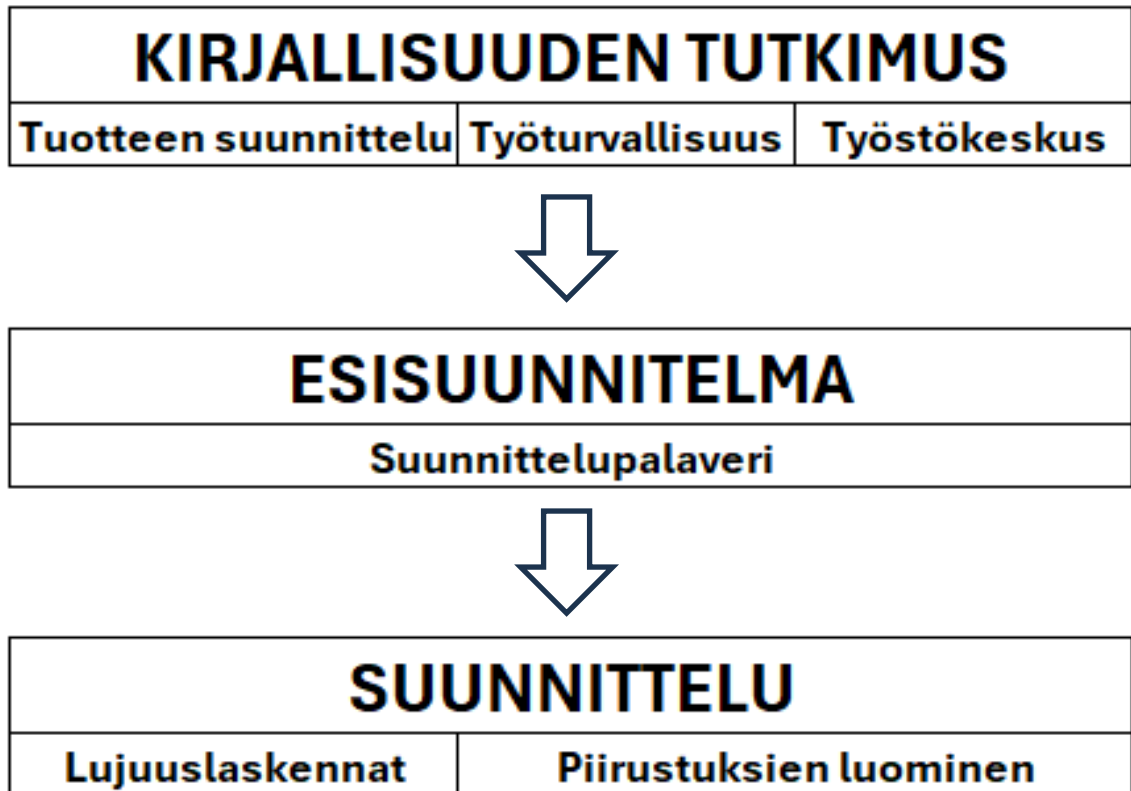 KIRJALLISUUDEN TUTKIMUS
Tuotteen suunnittelu Työturvallisuus Työstökeskus
ESISUUNNITELMA
Suunnittelupalaveri
SUUNNITTELU
Lujuuslaskennat Piirustuksien luominen